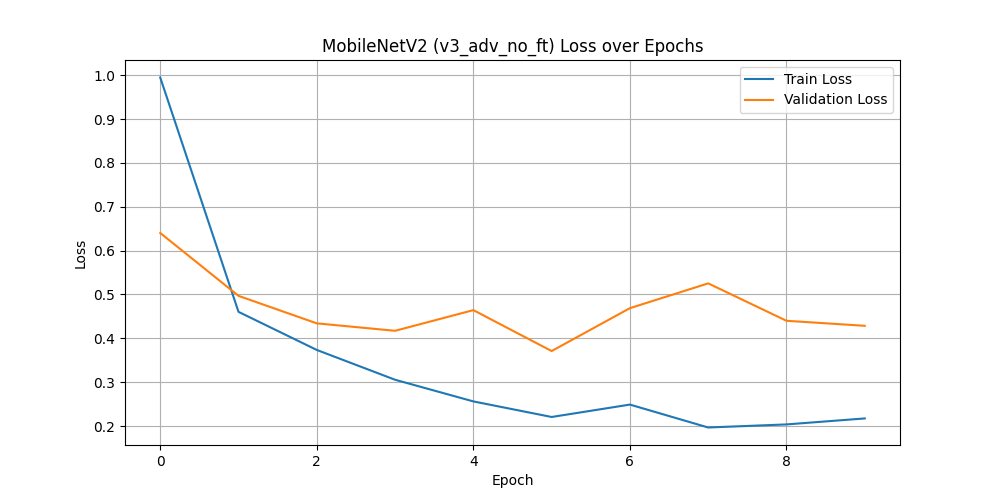 MobileNetV2 (v3_adv_no_ft) Loss over Epochs
Train Loss
Validation Loss
1.0
0.9
0.8
0.7
0.6
0.5
0.4
0.3
0.2
Loss
0 2 4 6 8
Epoch